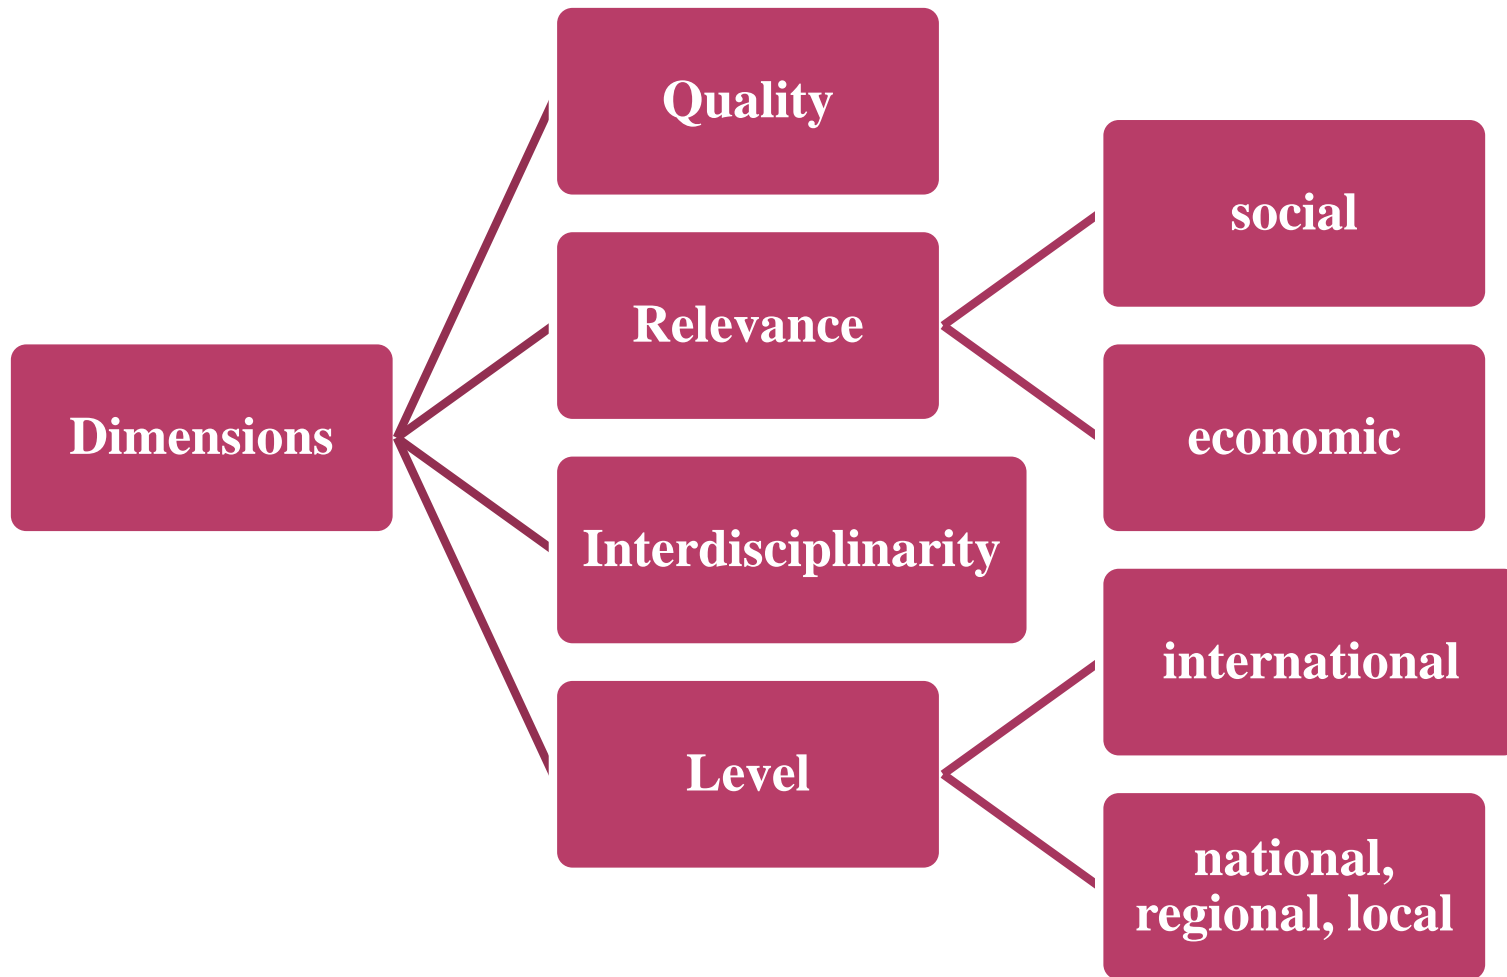 Dimensions
Quality
Relevance
social
economic
Interdisciplinarity
Level
international
national,
regional, local